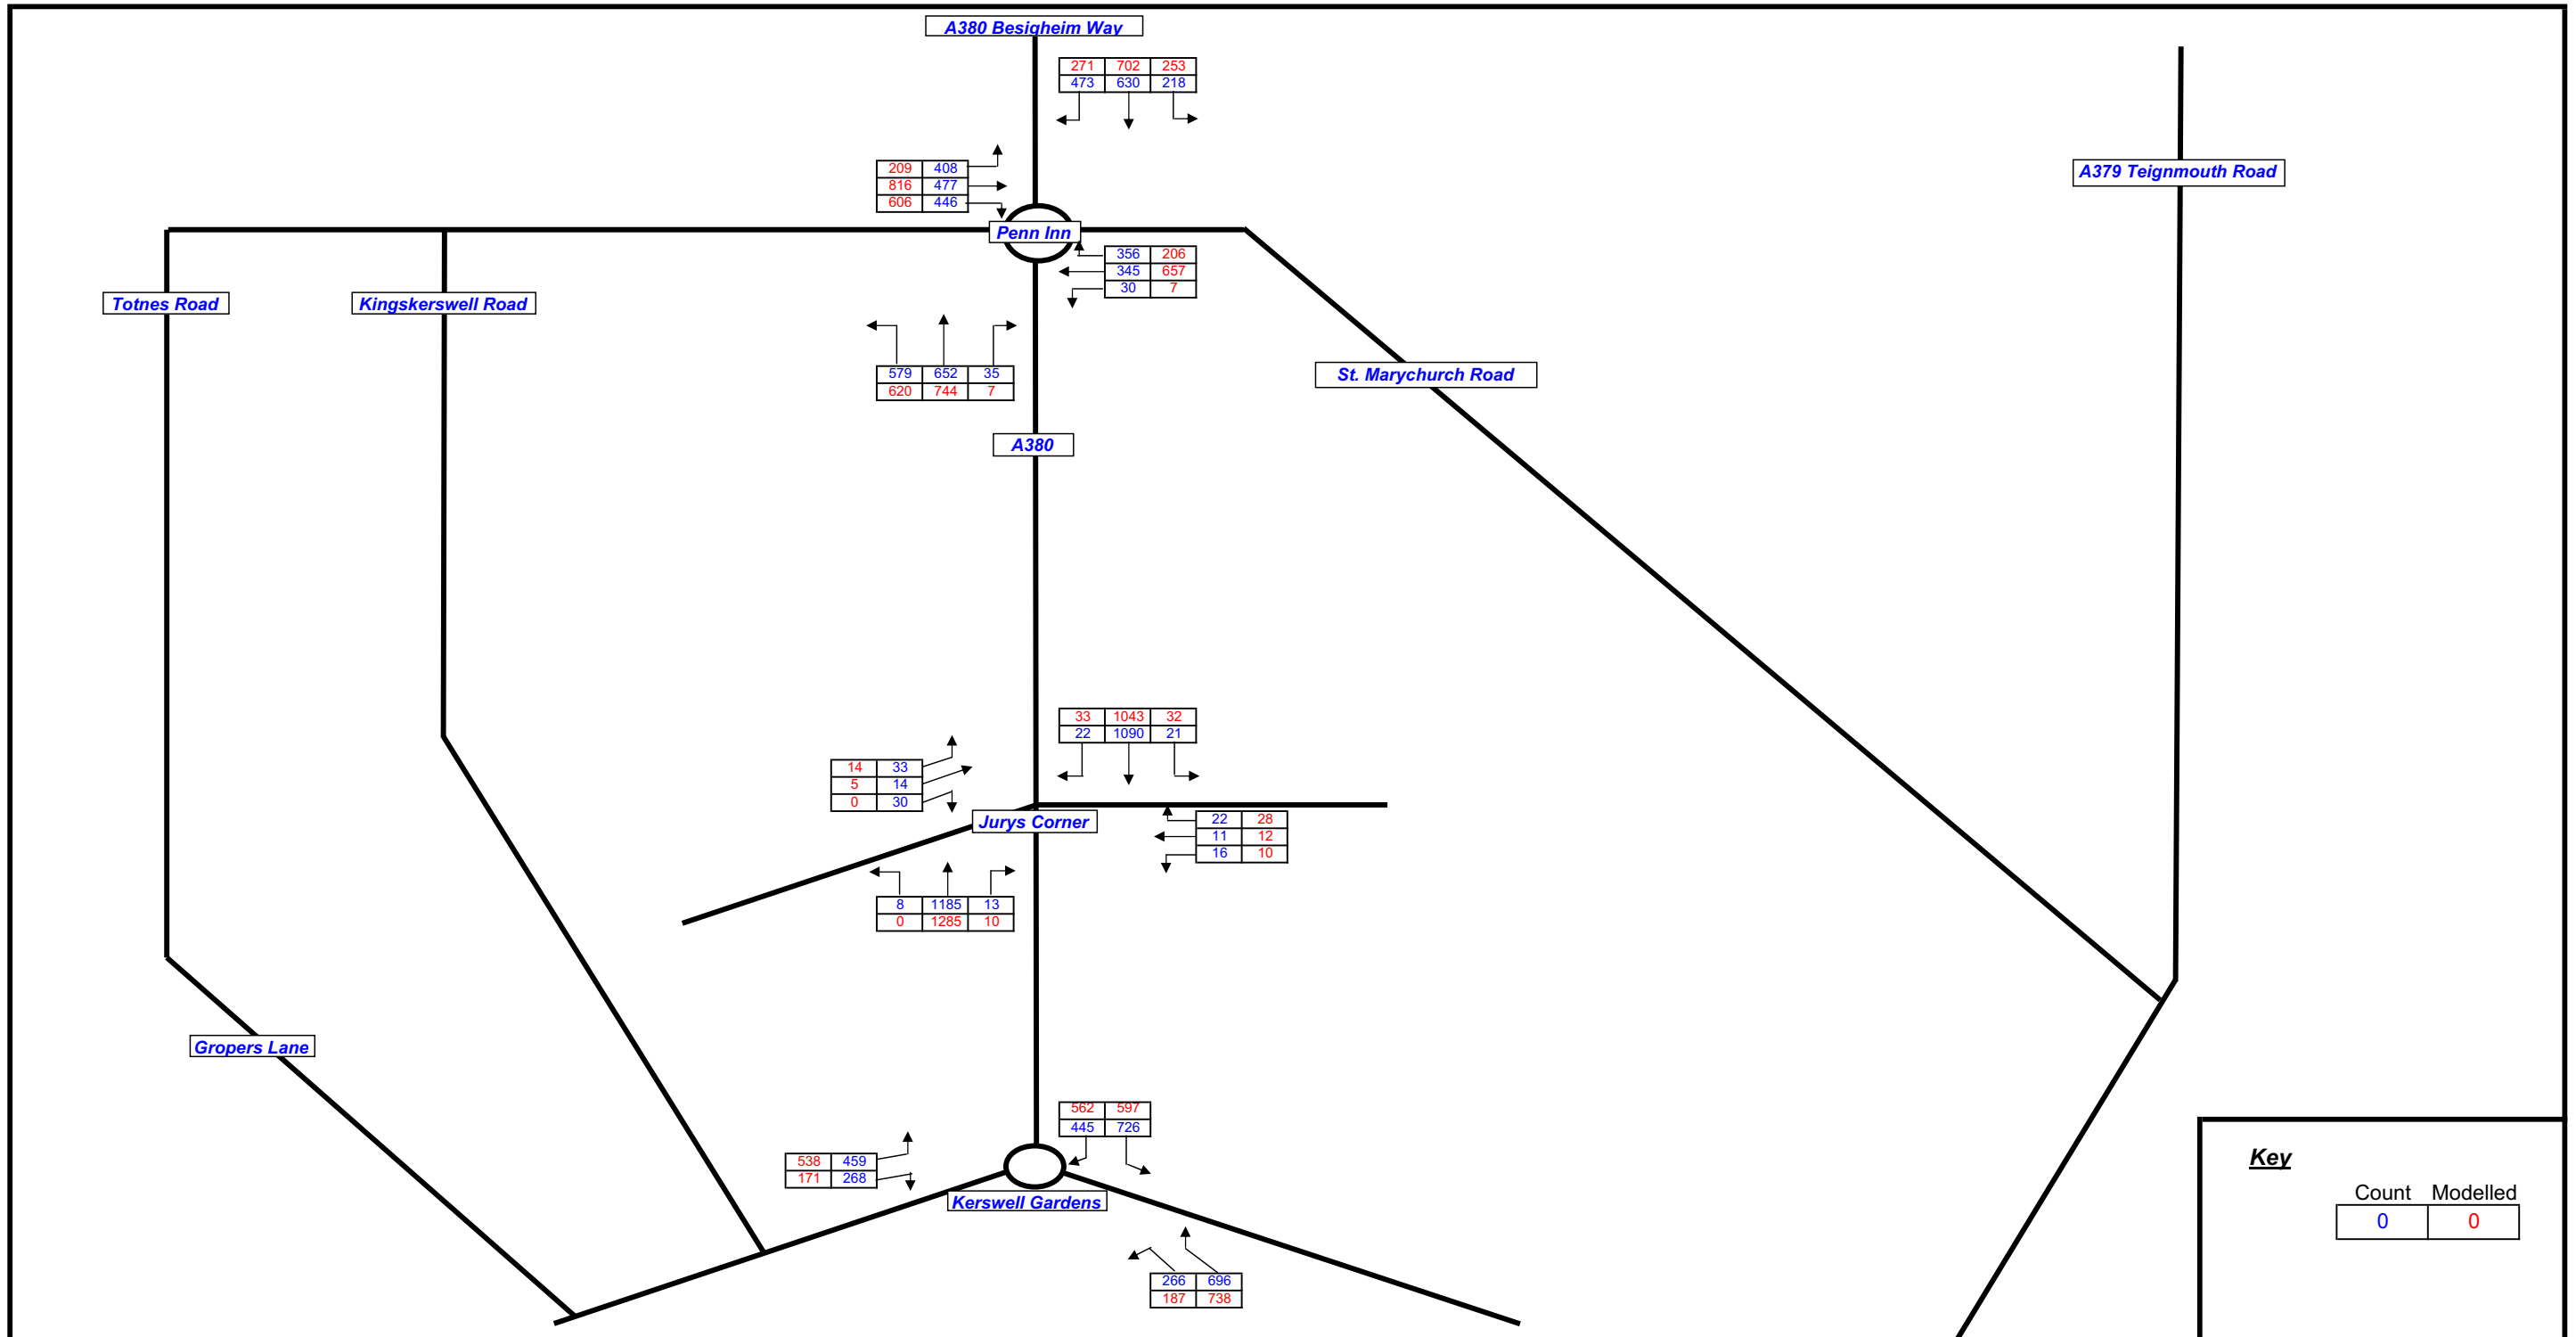 A380 Besigheim Way
271 702 253
473 630 218
A379 Teignmouth Road
209 408
816 477
606 446
Penn Inn
356 206
345 657
30 7
Totnes Road
Kingskerswell Road
579 652 35
620 744 7
St. Marychurch Road
A380
33 1043 32
22 1090 21
14 33
5 14
0 30
Jurys Corner
22 28
11 12
16 10
8 1185 13
0 1285 10
Gropers Lane
562 597
445 726
538 459
171 268
Kerswell Gardens
266 696
187 738
Key
Count Modelled
0 0